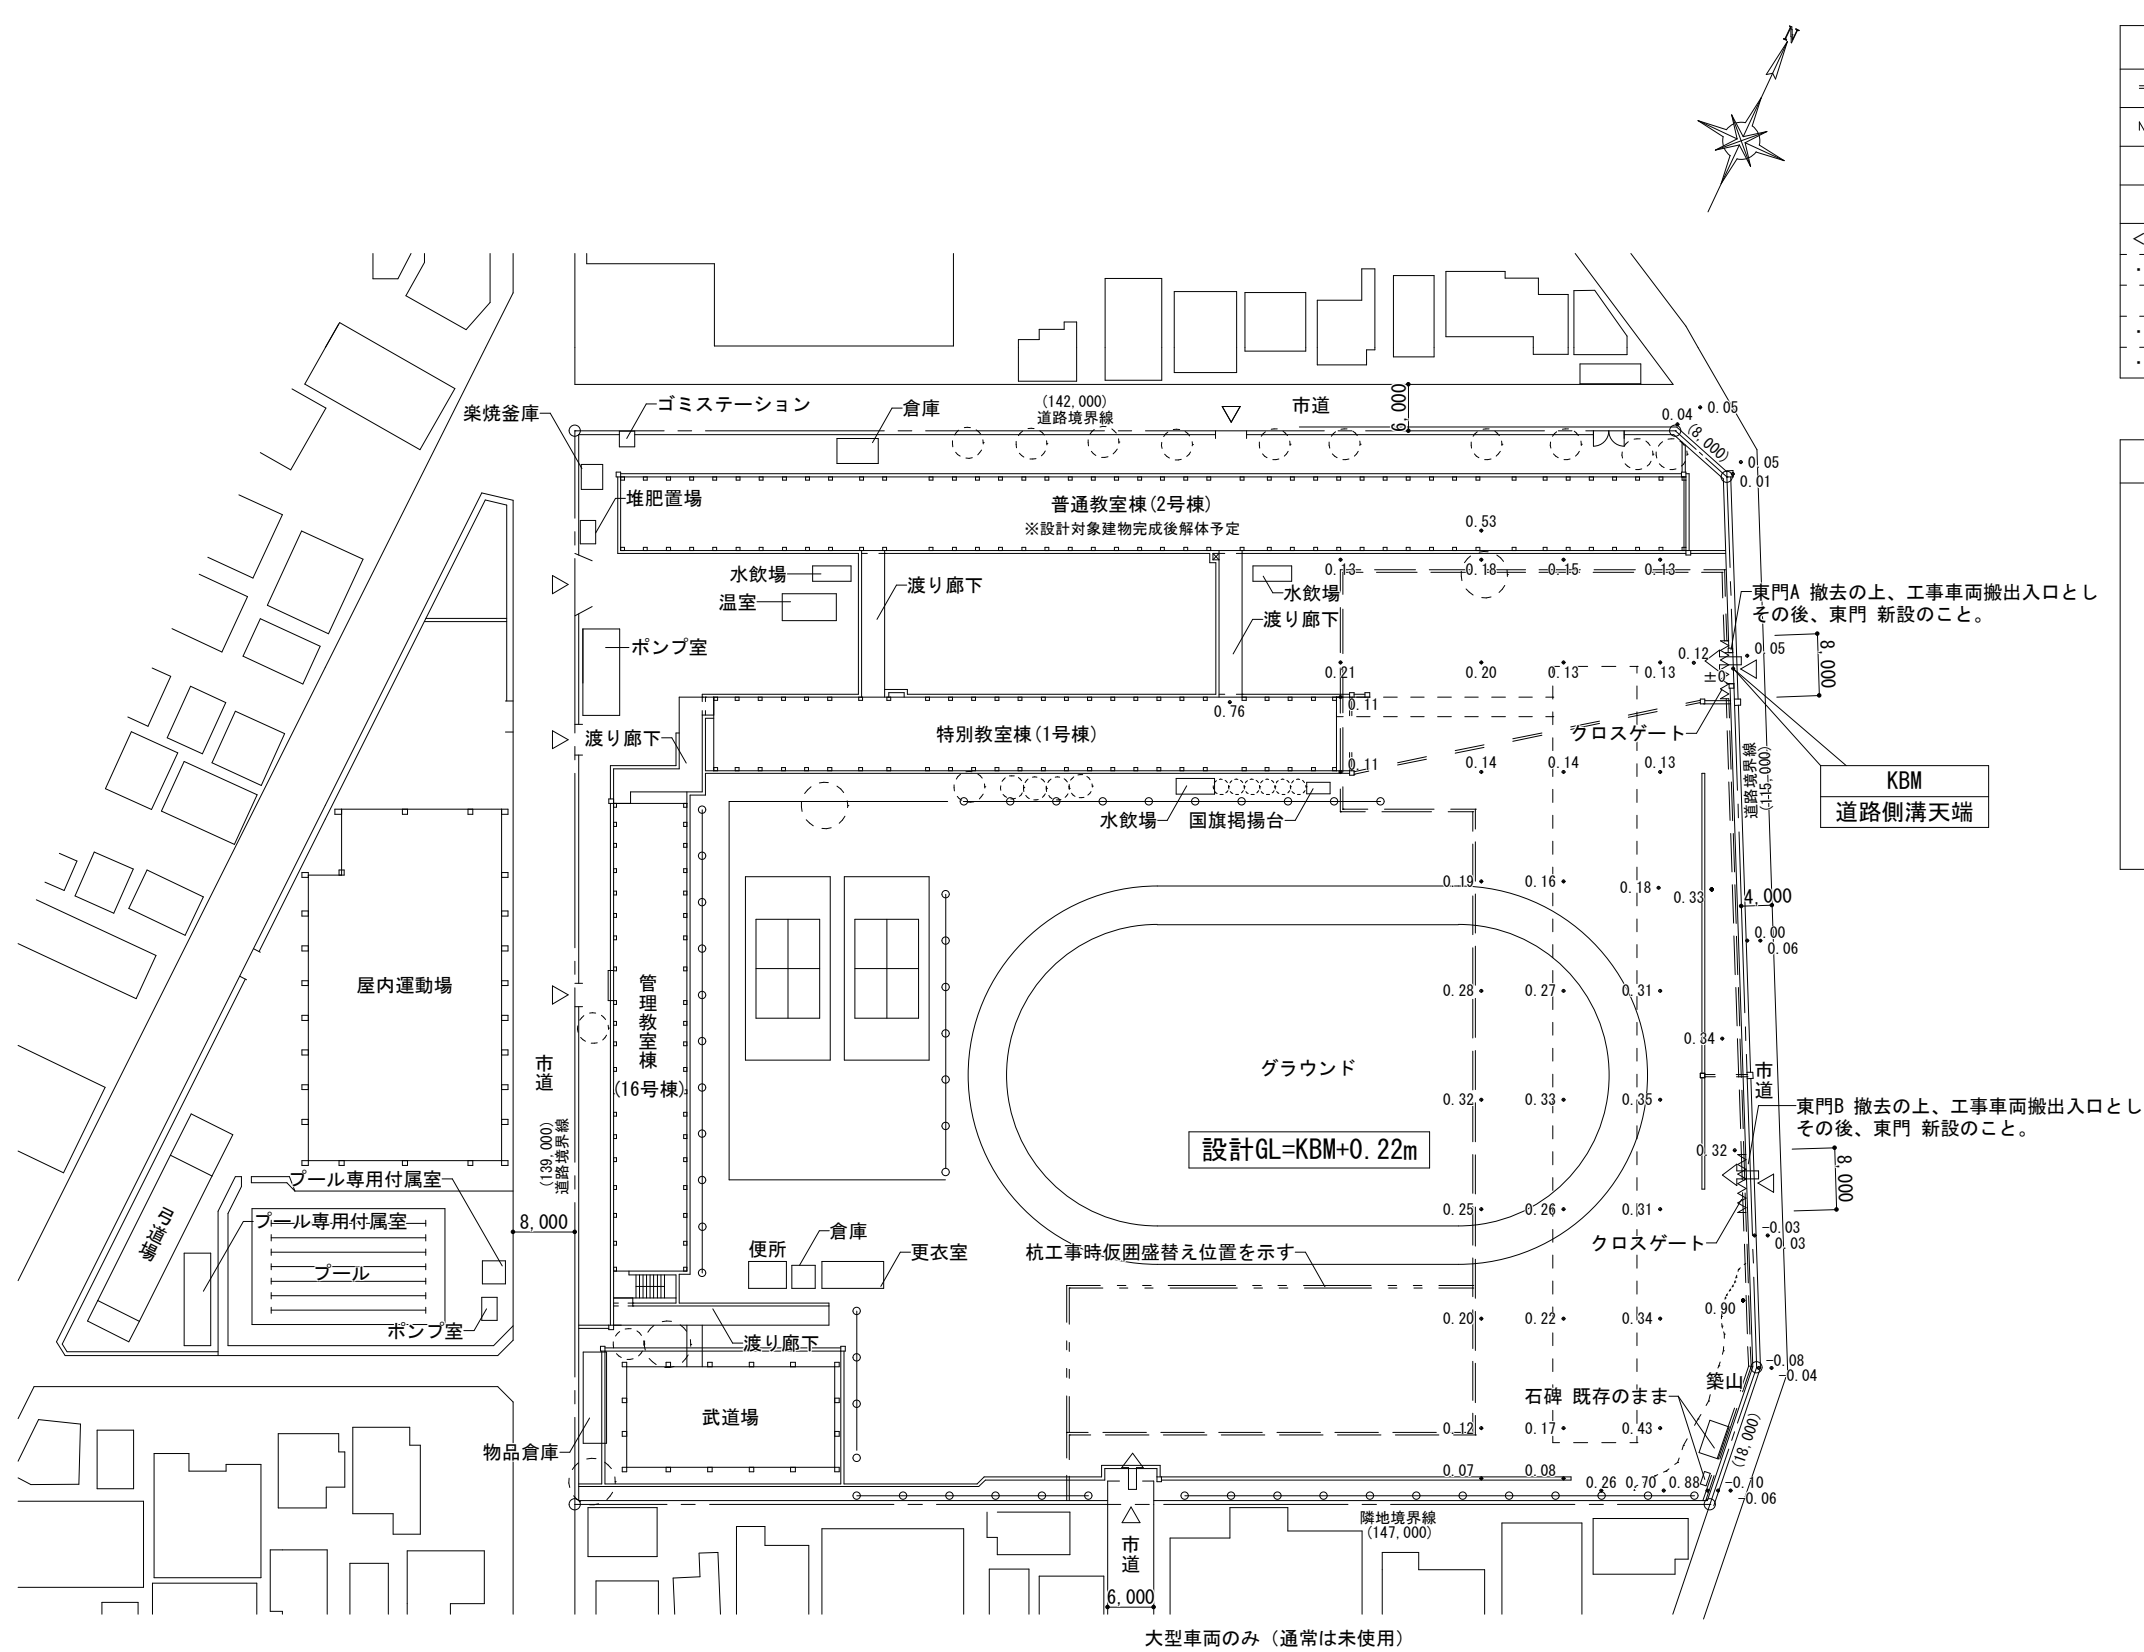 N
(142,000)
道路境界線
市道
6,000
0.04
0.05
(8,000)
0.05
0.01
楽焼釜庫
ゴミステーション
倉庫
堆肥置場
普通教室棟(2号棟)
※設計対象建物完成後解体予定
0.53
0.13
0.18
0.15
0.13
水飲場
温室
渡り廊下
水飲場
渡り廊下
ポンプ室
東門A 撤去の上、工事車両搬出入口とし
その後、東門 新設のこと。
0.12
0.05
±0
8,000
0.21
0.20
0.13
0.13
0.76
0.11
渡り廊下
特別教室棟(1号棟)
クロスゲート
0.11
0.14
0.14
0.13
道路境界線
(115,000)
KBM
道路側溝天端
水飲場
国旗掲揚台
0.19
0.16
0.18
0.33
4,000
0.00
0.06
屋内運動場
管理教室棟
(16号棟)
0.28
0.27
0.31
0.34
市道
グラウンド
市道
0.32
0.33
0.35
東門B 撤去の上、工事車両搬出入口とし
その後、東門 新設のこと。
設計GL=KBM+0.22m
0.32
8,000
(139,000)
道路境界線
プール専用付属室
プール専用付属室
弓道場
プール
ポンプ室
8,000
便所
倉庫
更衣室
杭工事時仮囲盛替え位置を示す
0.25
0.26
0.31
-0.03
0.03
クロスゲート
0.90
0.20
0.22
0.34
渡り廊下
-0.08
-0.04
築山
石碑 既存のまま
武道場
物品倉庫
0.12
0.17
0.43
(18,000)
0.07
0.08
0.26
0.70
0.88
-0.10
-0.06
隣地境界線
(147,000)
市道
6,000
大型車両のみ（通常は未使用）